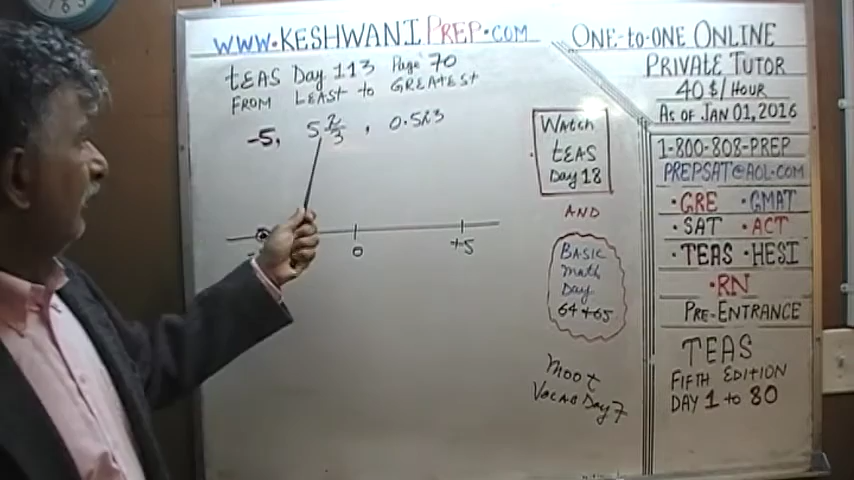 WWW.KESHWANIPREP.COM
TEAS Day 113 Page 70
FROM LEAST to GREATEST
-5, 5 2/3, 0.523
0 +5
Watch
TEAS
Day 18
AND
BASIC
math
Day
64+65
Moot
Vocab Day 7
ONE-to-ONE ONLINE
PRIVATE TUTOR
40$/HOUR
AS OF JAN 01,2016
1-800-808-PREP
PREPSAT@AOL.COM
•GRE •GMAT
•SAT •ACT
•TEAS •HESI
•RN
PRE-ENTRANCE
TEAS
FIFTH EDITION
DAY 1 to 80